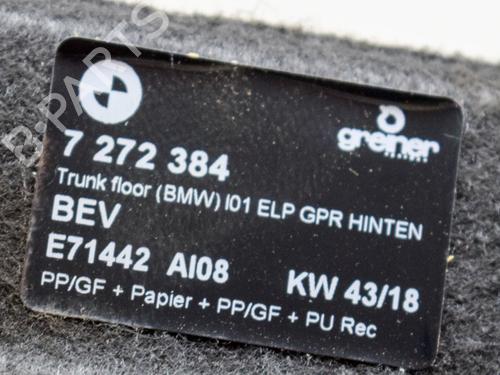 greiner
7 272 384
Trunk floor (BMW) I01 ELP GPR HINTEN
BEV
E71442 AI08 KW 43/18
PP/GF + Papier + PP/GF + PU Rec
B-PARTS